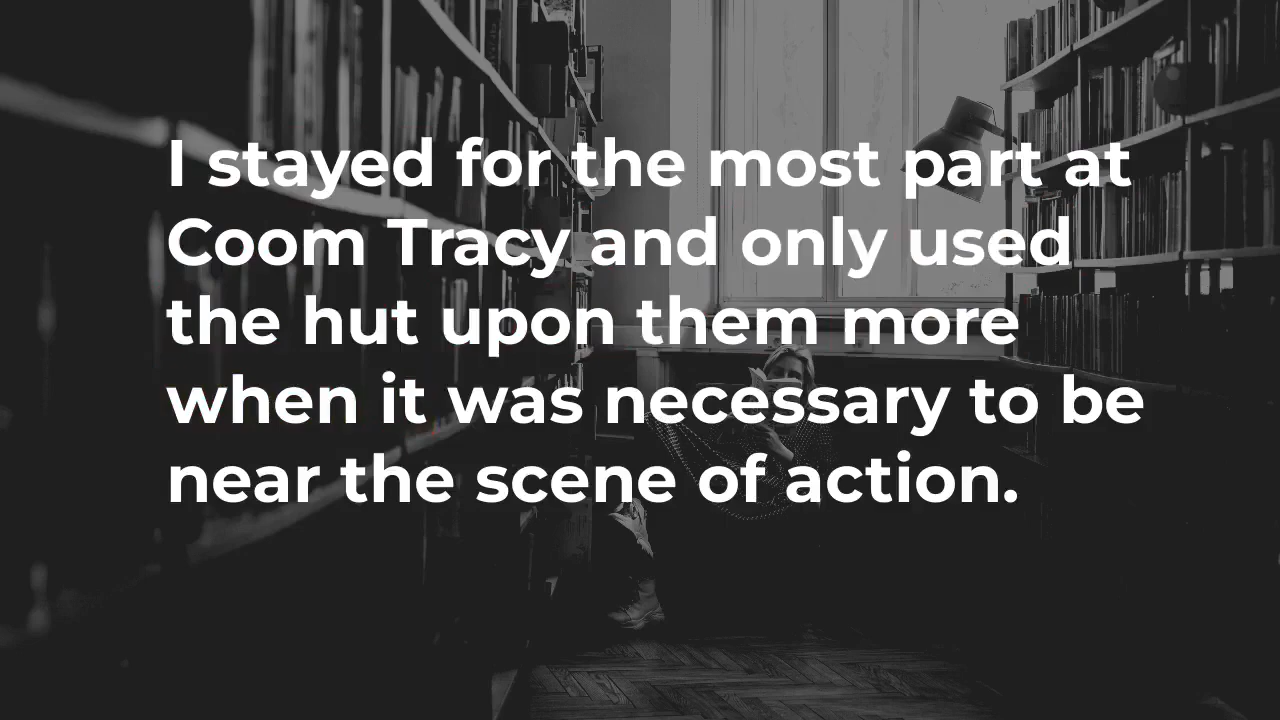 I stayed for the most part at
Coom Tracy and only used
the hut upon them more
when it was necessary to be
near the scene of action.